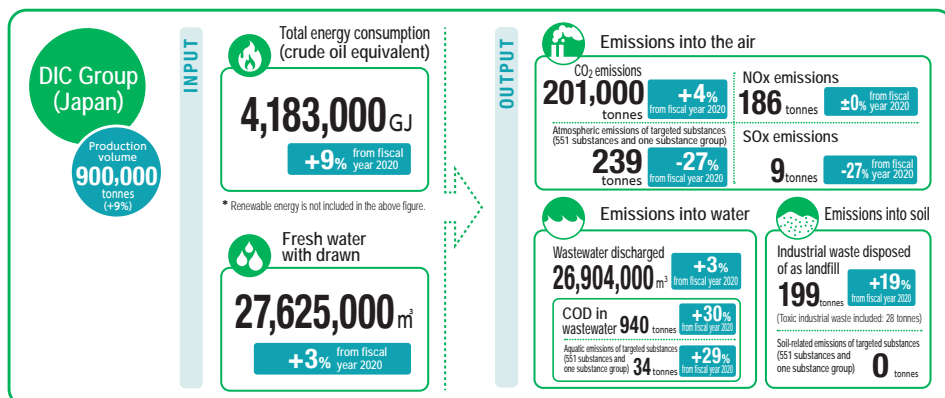 DIC Group
(Japan)
Production
volume
900,000
tonnes
(+9%)
INPUT
Total energy consumption
(crude oil equivalent)
4,183,000 GJ
+9% from fiscal
year 2020
* Renewable energy is not included in the above figure.
Fresh water
with drawn
27,625,000 ㎥
+3% from fiscal
year 2020
OUTPUT
Emissions into the air
CO₂ emissions
201,000
tonnes
+4%
from fiscal year 2020
NOx emissions
186 tonnes
±0% from fiscal
year 2020
Atmospheric emissions of targeted substances
(551 substances and one substance group)
239
tonnes
-27%
from fiscal year 2020
SOx emissions
9 tonnes
-27% from fiscal
year 2020
Emissions into water
Wastewater discharged
26,904,000 m³
+3%
from fiscal year 2020
COD in
wastewater 940 tonnes
+30%
from fiscal year 2020
Aquatic emissions of targeted substances
(551 substances and
one substance group) 34 tonnes
+29%
from fiscal year 2020
Emissions into soil
Industrial waste disposed
of as landfill
199 tonnes
+19%
from fiscal year 2020
(Toxic industrial waste included: 28 tonnes)
Soil-related emissions of targeted substances
(551 substances and
one substance group)
0 tonnes